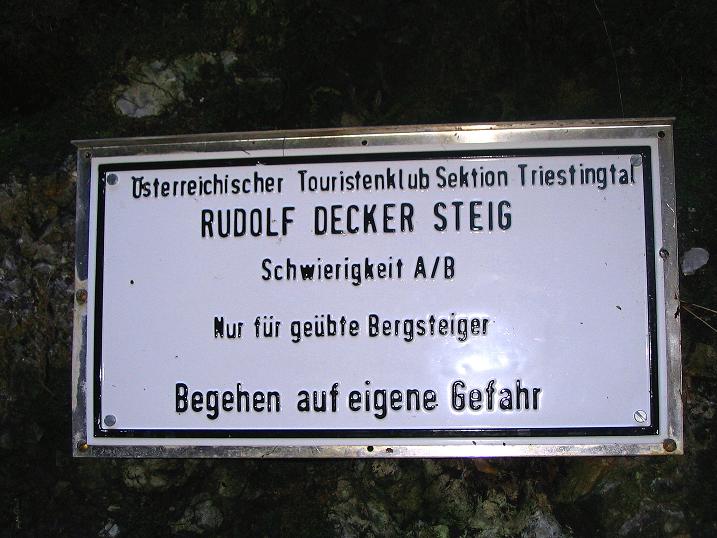 Österreichischer Touristenklub Sektion Triestingtal
RUDOLF DECKER STEIG
Schwierigkeit A/B
Nur für geübte Bergsteiger
Begehen auf eigene Gefahr